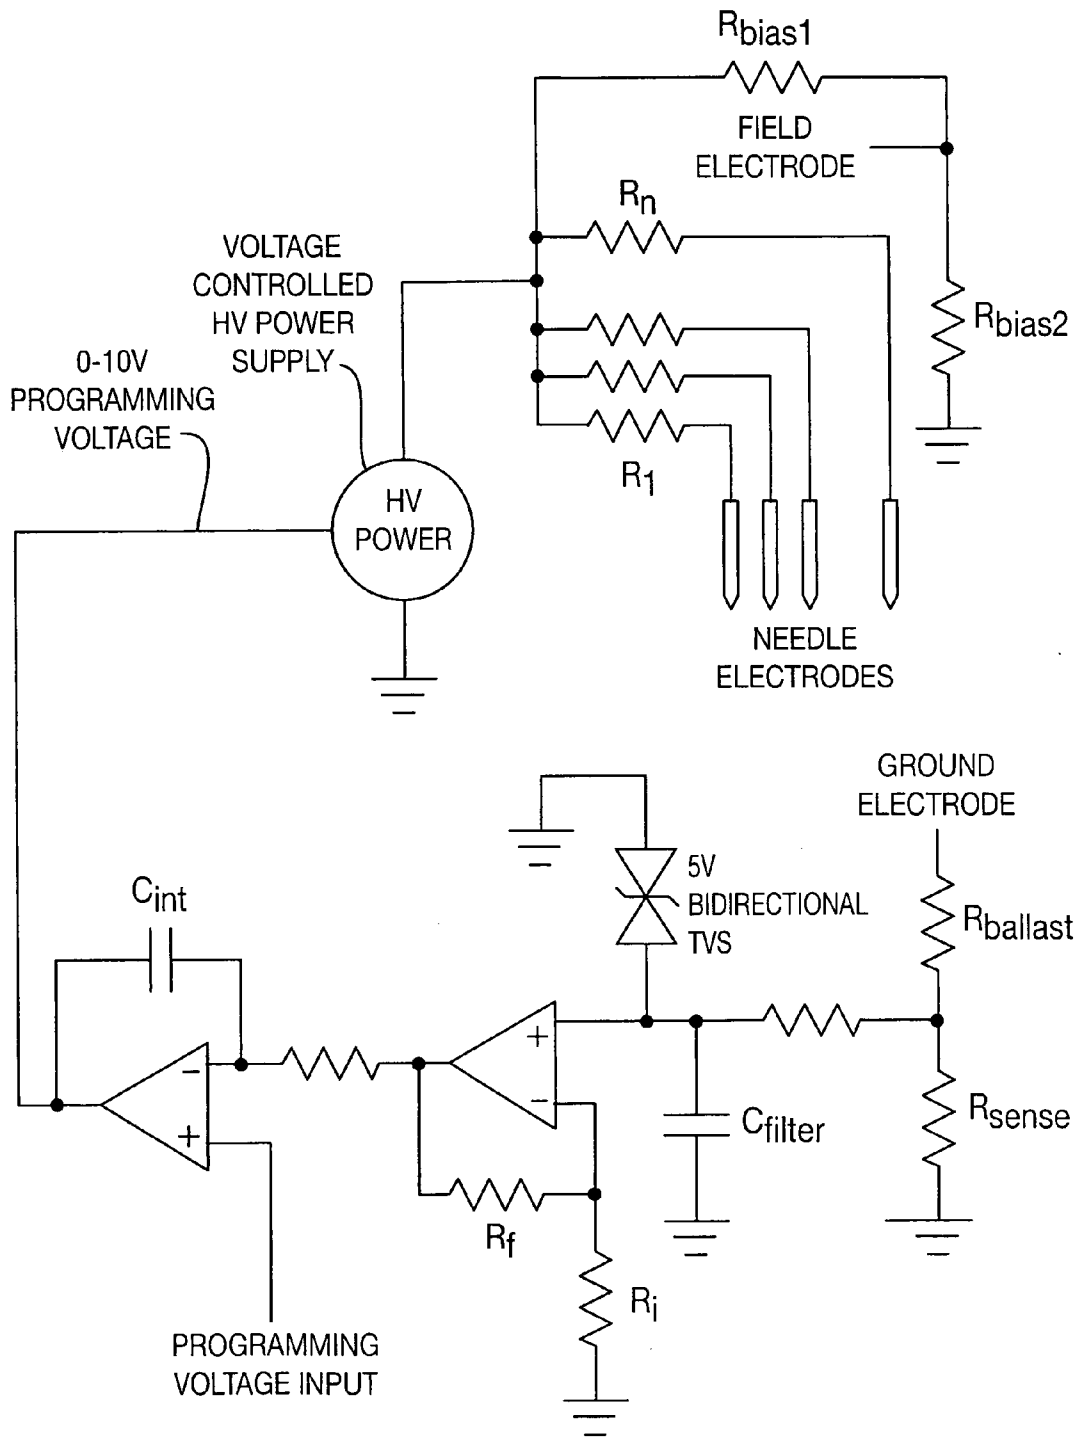 Rbias1
FIELD
ELECTRODE
Rn
VOLTAGE
CONTROLLED
HV POWER
SUPPLY
Rbias2
0-10V
PROGRAMMING
VOLTAGE
R1
HV
POWER
NEEDLE
ELECTRODES
GROUND
ELECTRODE
5V
BIDIRECTIONAL
TVS
Cint
Rballast
+
−
−
+
Cfilter
Rsense
Rf
Ri
PROGRAMMING
VOLTAGE INPUT